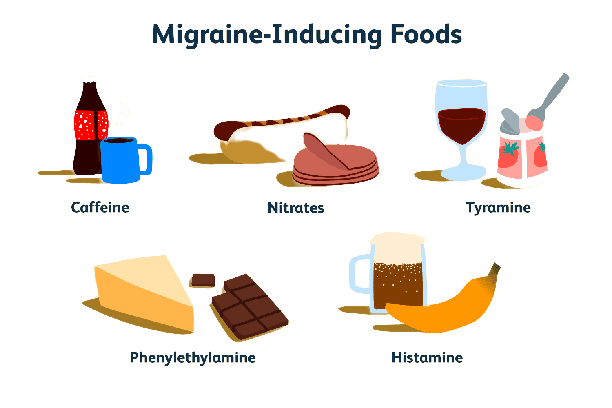 Migraine-Inducing Foods
Caffeine
Nitrates
Tyramine
Phenylethylamine
Histamine